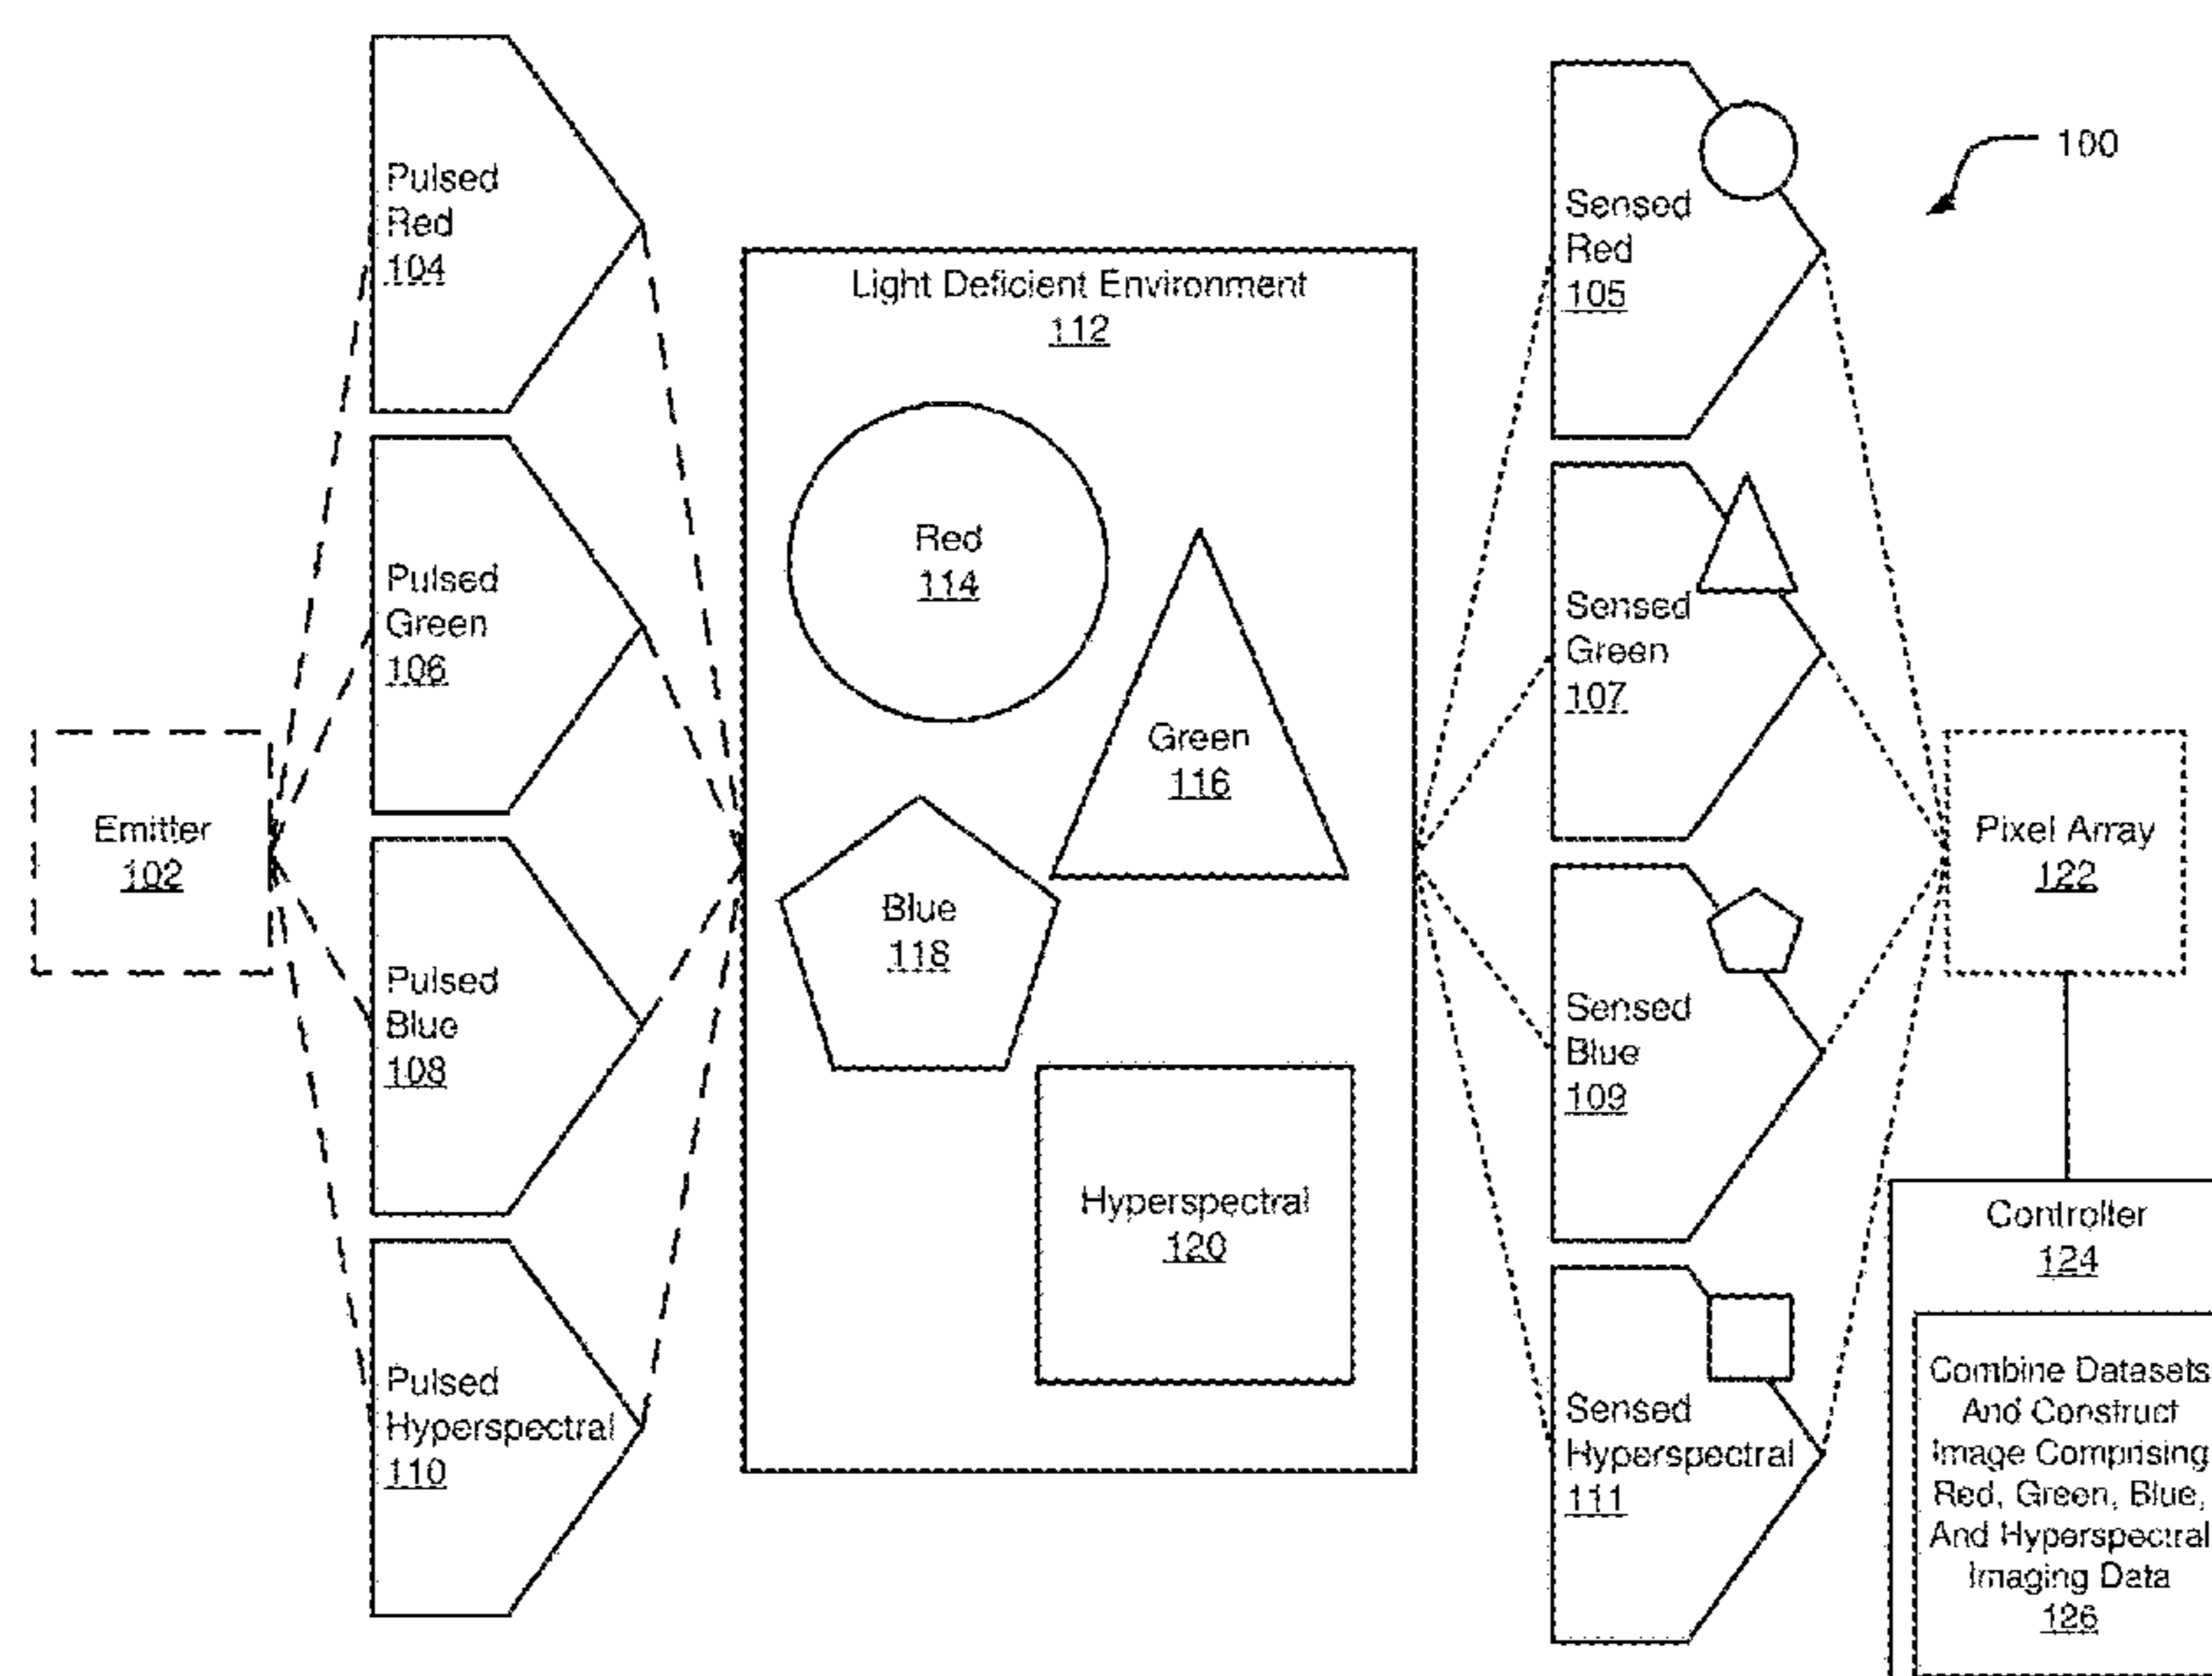 Pulsed
Red
104
Pulsed
Green
106
Pulsed
Blue
108
Pulsed
Hyperspectral
110
Emitter
102
Light Deficient Environment
112
Red
114
Green
116
Blue
118
Hyperspectral
120
Sensed
Red
105
Sensed
Green
107
Sensed
Blue
109
Sensed
Hyperspectral
111
100
Pixel Array
122
Controller
124
Combine Datasets
And Construct
Image Comprising
Red, Green, Blue,
And Hyperspectral
Imaging Data
126